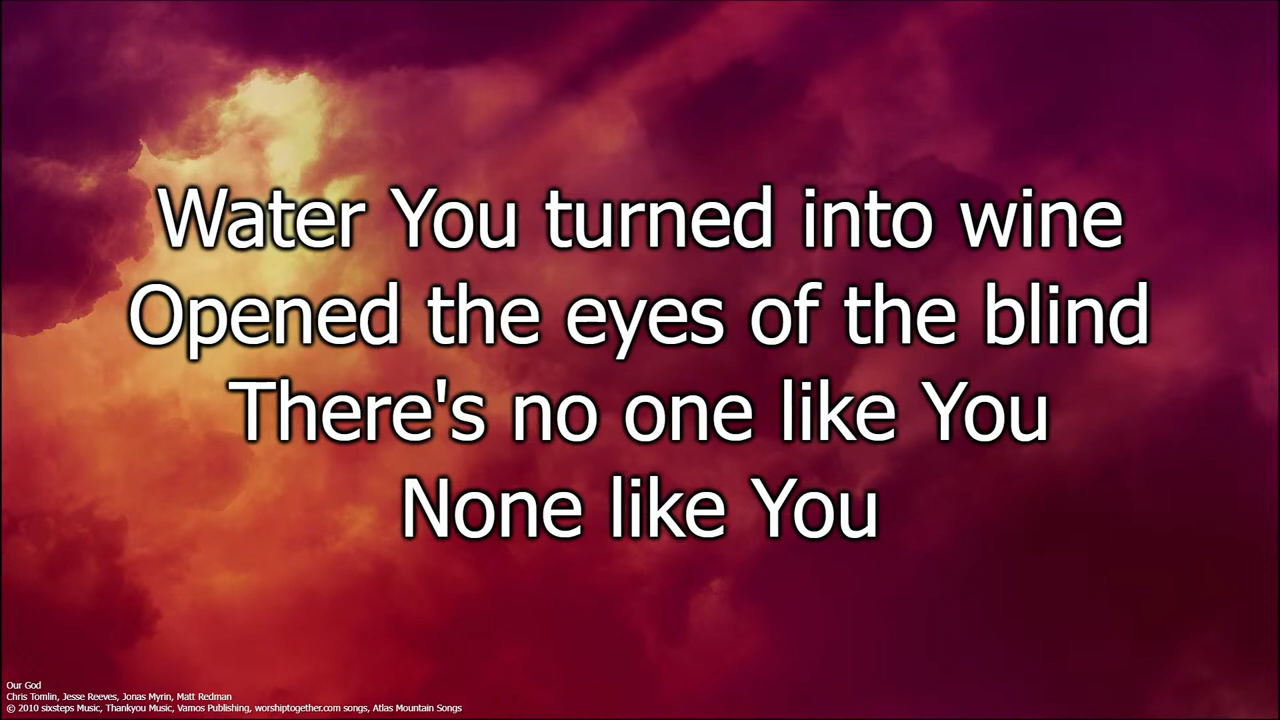 Water You turned into wine
Opened the eyes of the blind
There's no one like You
None like You
Our God
Chris Tomlin, Jesse Reeves, Jonas Myrin, Matt Redman
© 2010 sixsteps Music, Thankyou Music, Vamos Publishing, worshiptogether.com songs, Atlas Mountain Songs